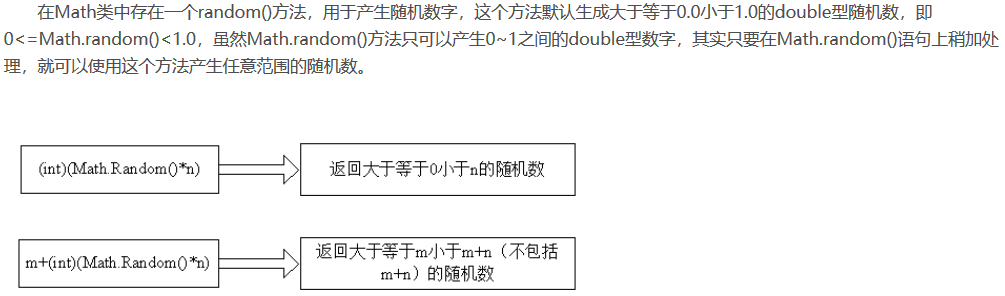 在Math类中存在一个random()方法，用于产生随机数字，这个方法默认生成大于等于0.0小于1.0的double型随机数，即
0<=Math.random()<1.0，虽然Math.random()方法只可以产生0~1之间的double型数字，其实只要在Math.random()语句上稍加处
理，就可以使用这个方法产生任意范围的随机数。
(int)(Math.Random()*n)
返回大于等于0小于n的随机数
m+(int)(Math.Random()*n)
返回大于等于m小于m+n（不包括
m+n）的随机数